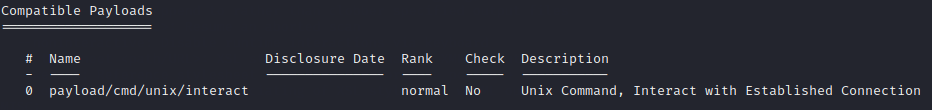 Compatible Payloads
===================
#  Name                       Disclosure Date  Rank    Check  Description
-  ----                       ---------------  ----    -----  -----------
0  payload/cmd/unix/interact                   normal  No     Unix Command, Interact with Established Connection